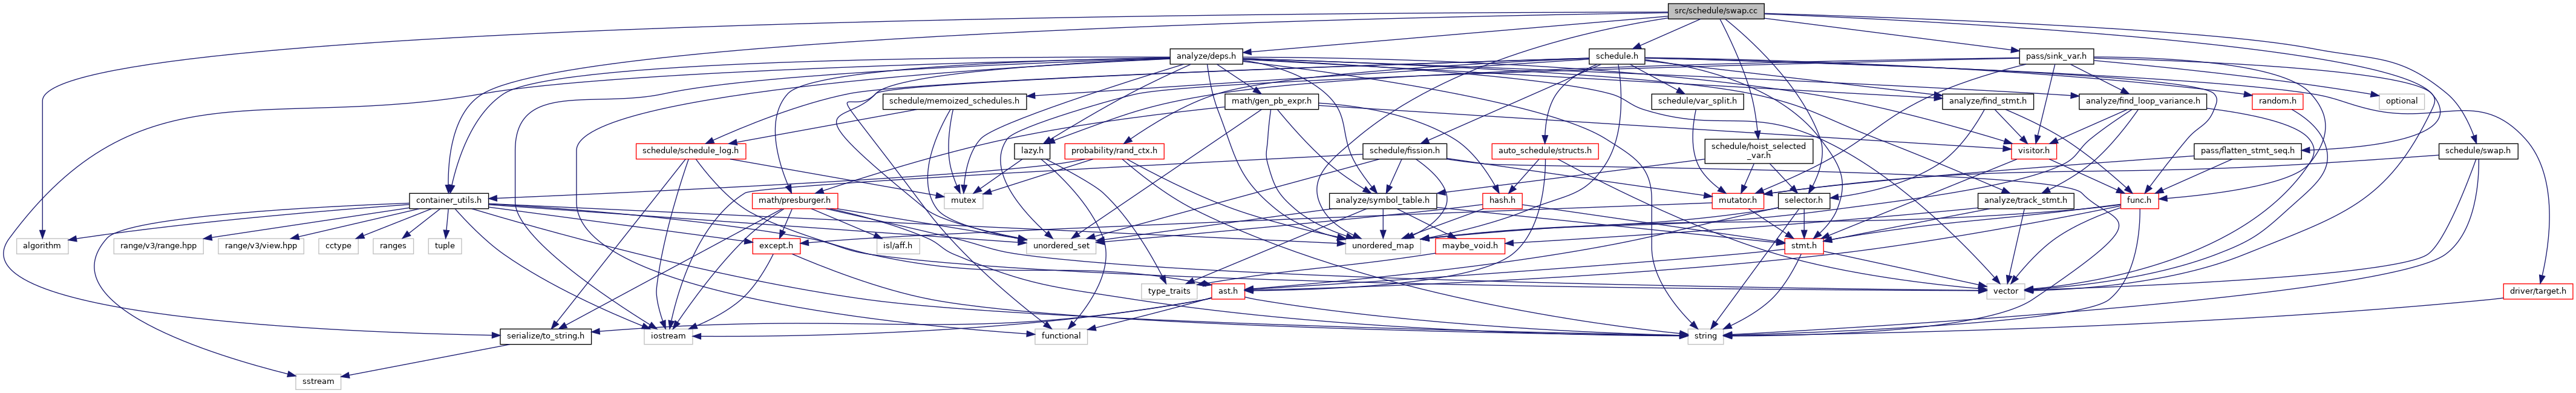 src/schedule/swap.cc
analyze/deps.h
schedule.h
pass/sink_var.h
schedule/memoized_schedules.h
math/gen_pb_expr.h
schedule/var_split.h
analyze/find_stmt.h
analyze/find_loop_variance.h
random.h
optional
schedule/schedule_log.h
lazy.h
probability/rand_ctx.h
schedule/fission.h
auto_schedule/structs.h
schedule/hoist_selected
_var.h
visitor.h
pass/flatten_stmt_seq.h
schedule/swap.h
container_utils.h
math/presburger.h
mutex
analyze/symbol_table.h
hash.h
mutator.h
selector.h
analyze/track_stmt.h
func.h
algorithm
range/v3/range.hpp
range/v3/view.hpp
cctype
ranges
tuple
except.h
isl/aff.h
unordered_set
unordered_map
maybe_void.h
stmt.h
type_traits
ast.h
vector
driver/target.h
serialize/to_string.h
iostream
functional
string
sstream